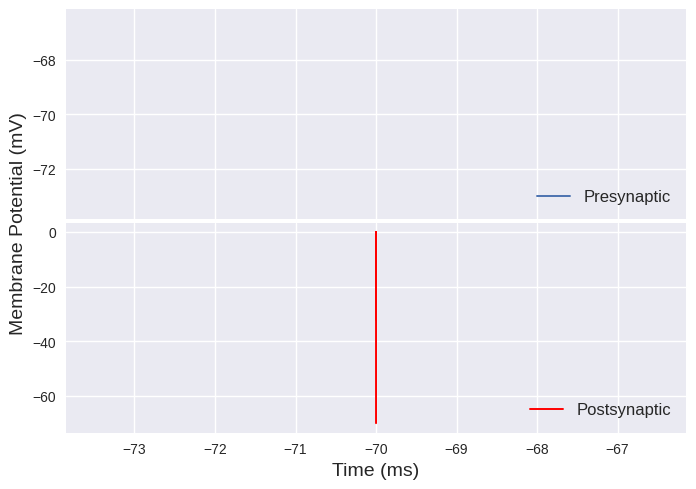 −68
−70
−72
Presynaptic
Membrane Potential (mV)
0
−20
−40
−60
Postsynaptic
−73 −72 −71 −70 −69 −68 −67
Time (ms)